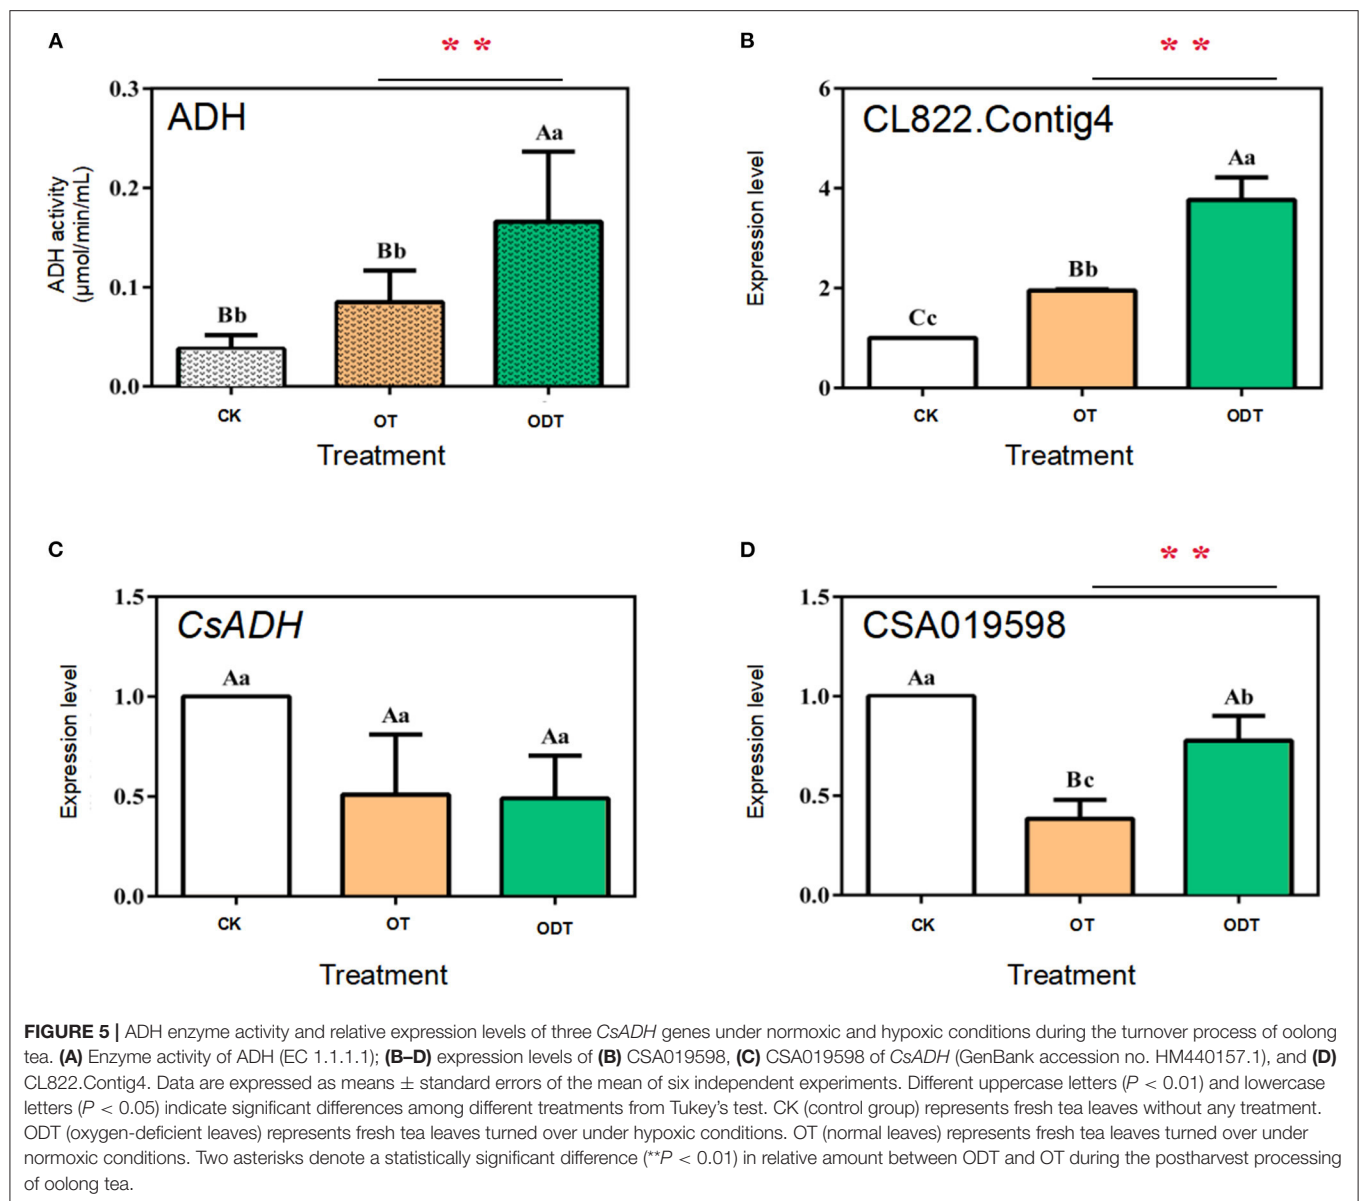 A
**
0.3
ADH
Aa
0.2
ADH activity
(µmol/min/mL)
Bb
Bb
0.1
0.0
CK
OT
ODT
Treatment
B
**
6
CL822.Contig4
Aa
4
Expression level
Bb
2
Cc
0
CK
OT
ODT
Treatment
C
1.5
CsADH
Aa
1.0
Expression level
Aa
Aa
0.5
0.0
CK
OT
ODT
Treatment
D
**
1.5
CSA019598
Aa
Ab
1.0
Expression level
Bc
0.5
0.0
CK
OT
ODT
Treatment
FIGURE 5 | ADH enzyme activity and relative expression levels of three CsADH genes under normoxic and hypoxic conditions during the turnover process of oolong
tea. (A) Enzyme activity of ADH (EC 1.1.1.1); (B–D) expression levels of (B) CSA019598, (C) CSA019598 of CsADH (GenBank accession no. HM440157.1), and (D)
CL822.Contig4. Data are expressed as means ± standard errors of the mean of six independent experiments. Different uppercase letters (P < 0.01) and lowercase
letters (P < 0.05) indicate significant differences among different treatments from Tukey's test. CK (control group) represents fresh tea leaves without any treatment.
ODT (oxygen-deficient leaves) represents fresh tea leaves turned over under hypoxic conditions. OT (normal leaves) represents fresh tea leaves turned over under
normoxic conditions. Two asterisks denote a statistically significant difference (**P < 0.01) in relative amount between ODT and OT during the postharvest processing
of oolong tea.